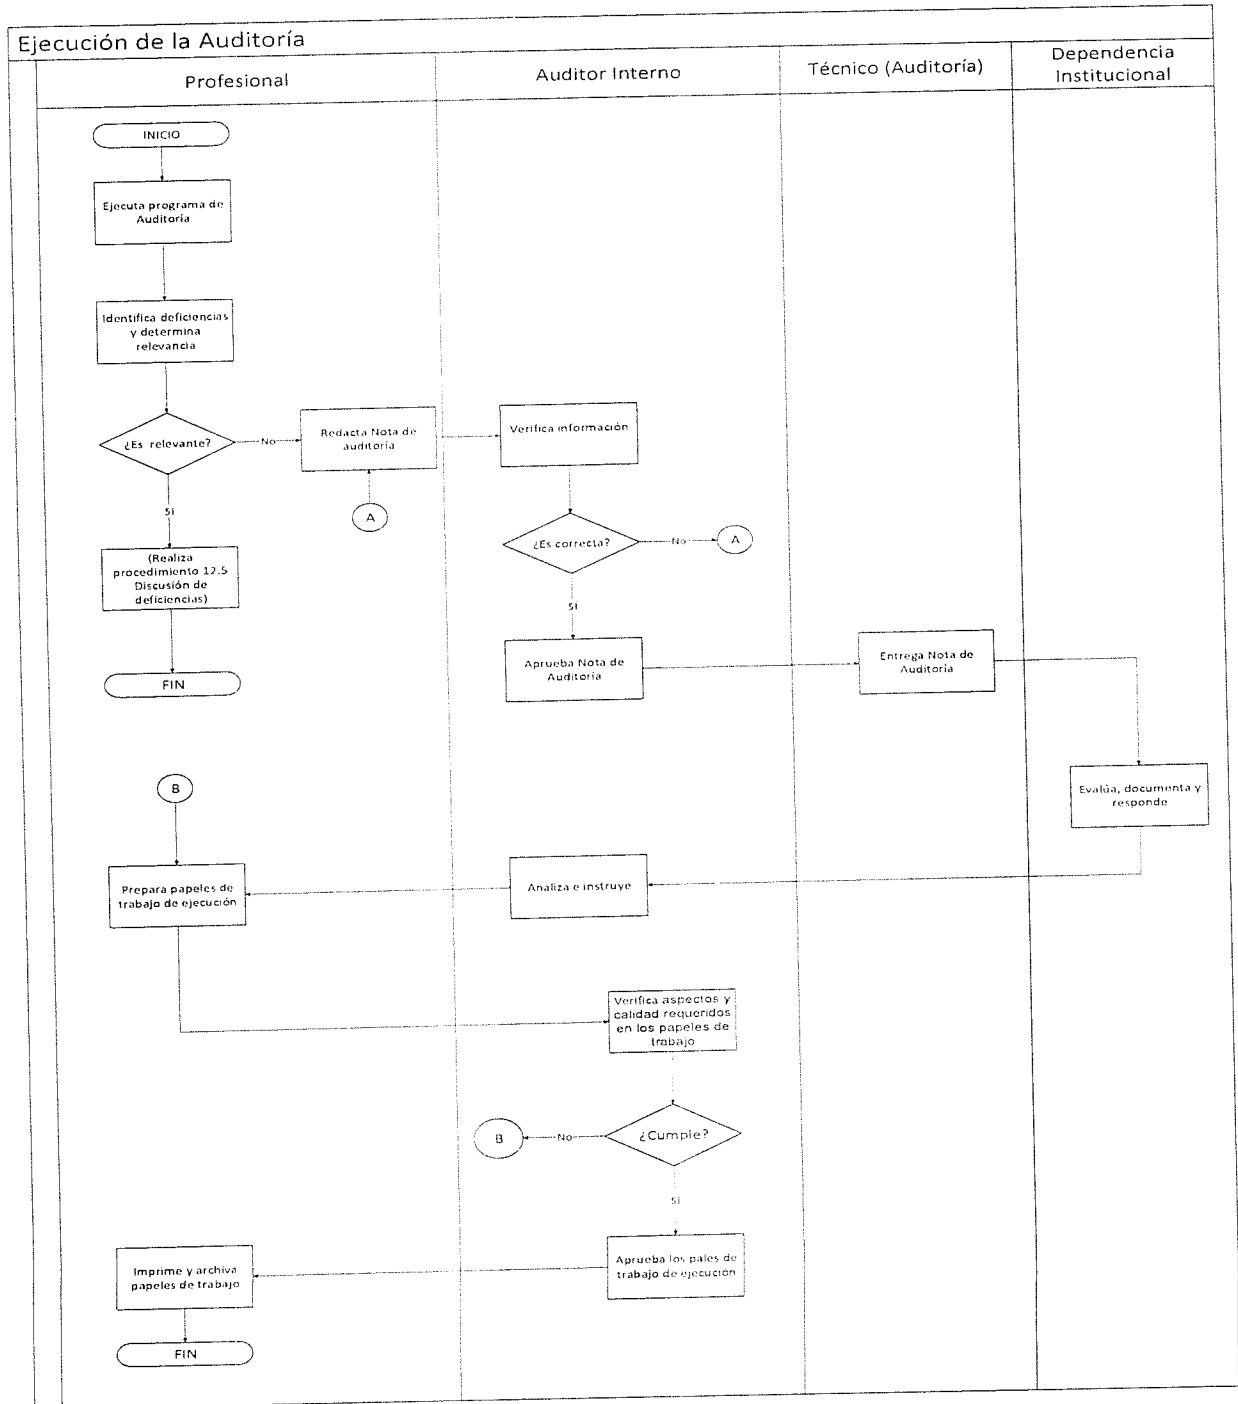 Ejecución de la Auditoría
Profesional
Auditor Interno
Técnico (Auditoría)
Dependencia
Institucional
INICIO
Ejecuta programa de
Auditoría
Identifica deficiencias
y determina
relevancia
¿Es relevante?
No
Redacta Nota de
auditoría
Verifica información
A
Sí
¿Es correcta?
No
A
(Realiza
procedimiento 12.5
Discusión de
deficiencias)
Sí
Aprueba Nota de
Auditoría
Entrega Nota de
Auditoría
FIN
B
Evalúa, documenta y
responde
Prepara papeles de
trabajo de ejecución
Analiza e instruye
Verifica aspectos y
calidad requeridos
en los papeles de
trabajo
¿Cumple?
No
B
Sí
Aprueba los pales de
trabajo de ejecución
Imprime y archiva
papeles de trabajo
FIN